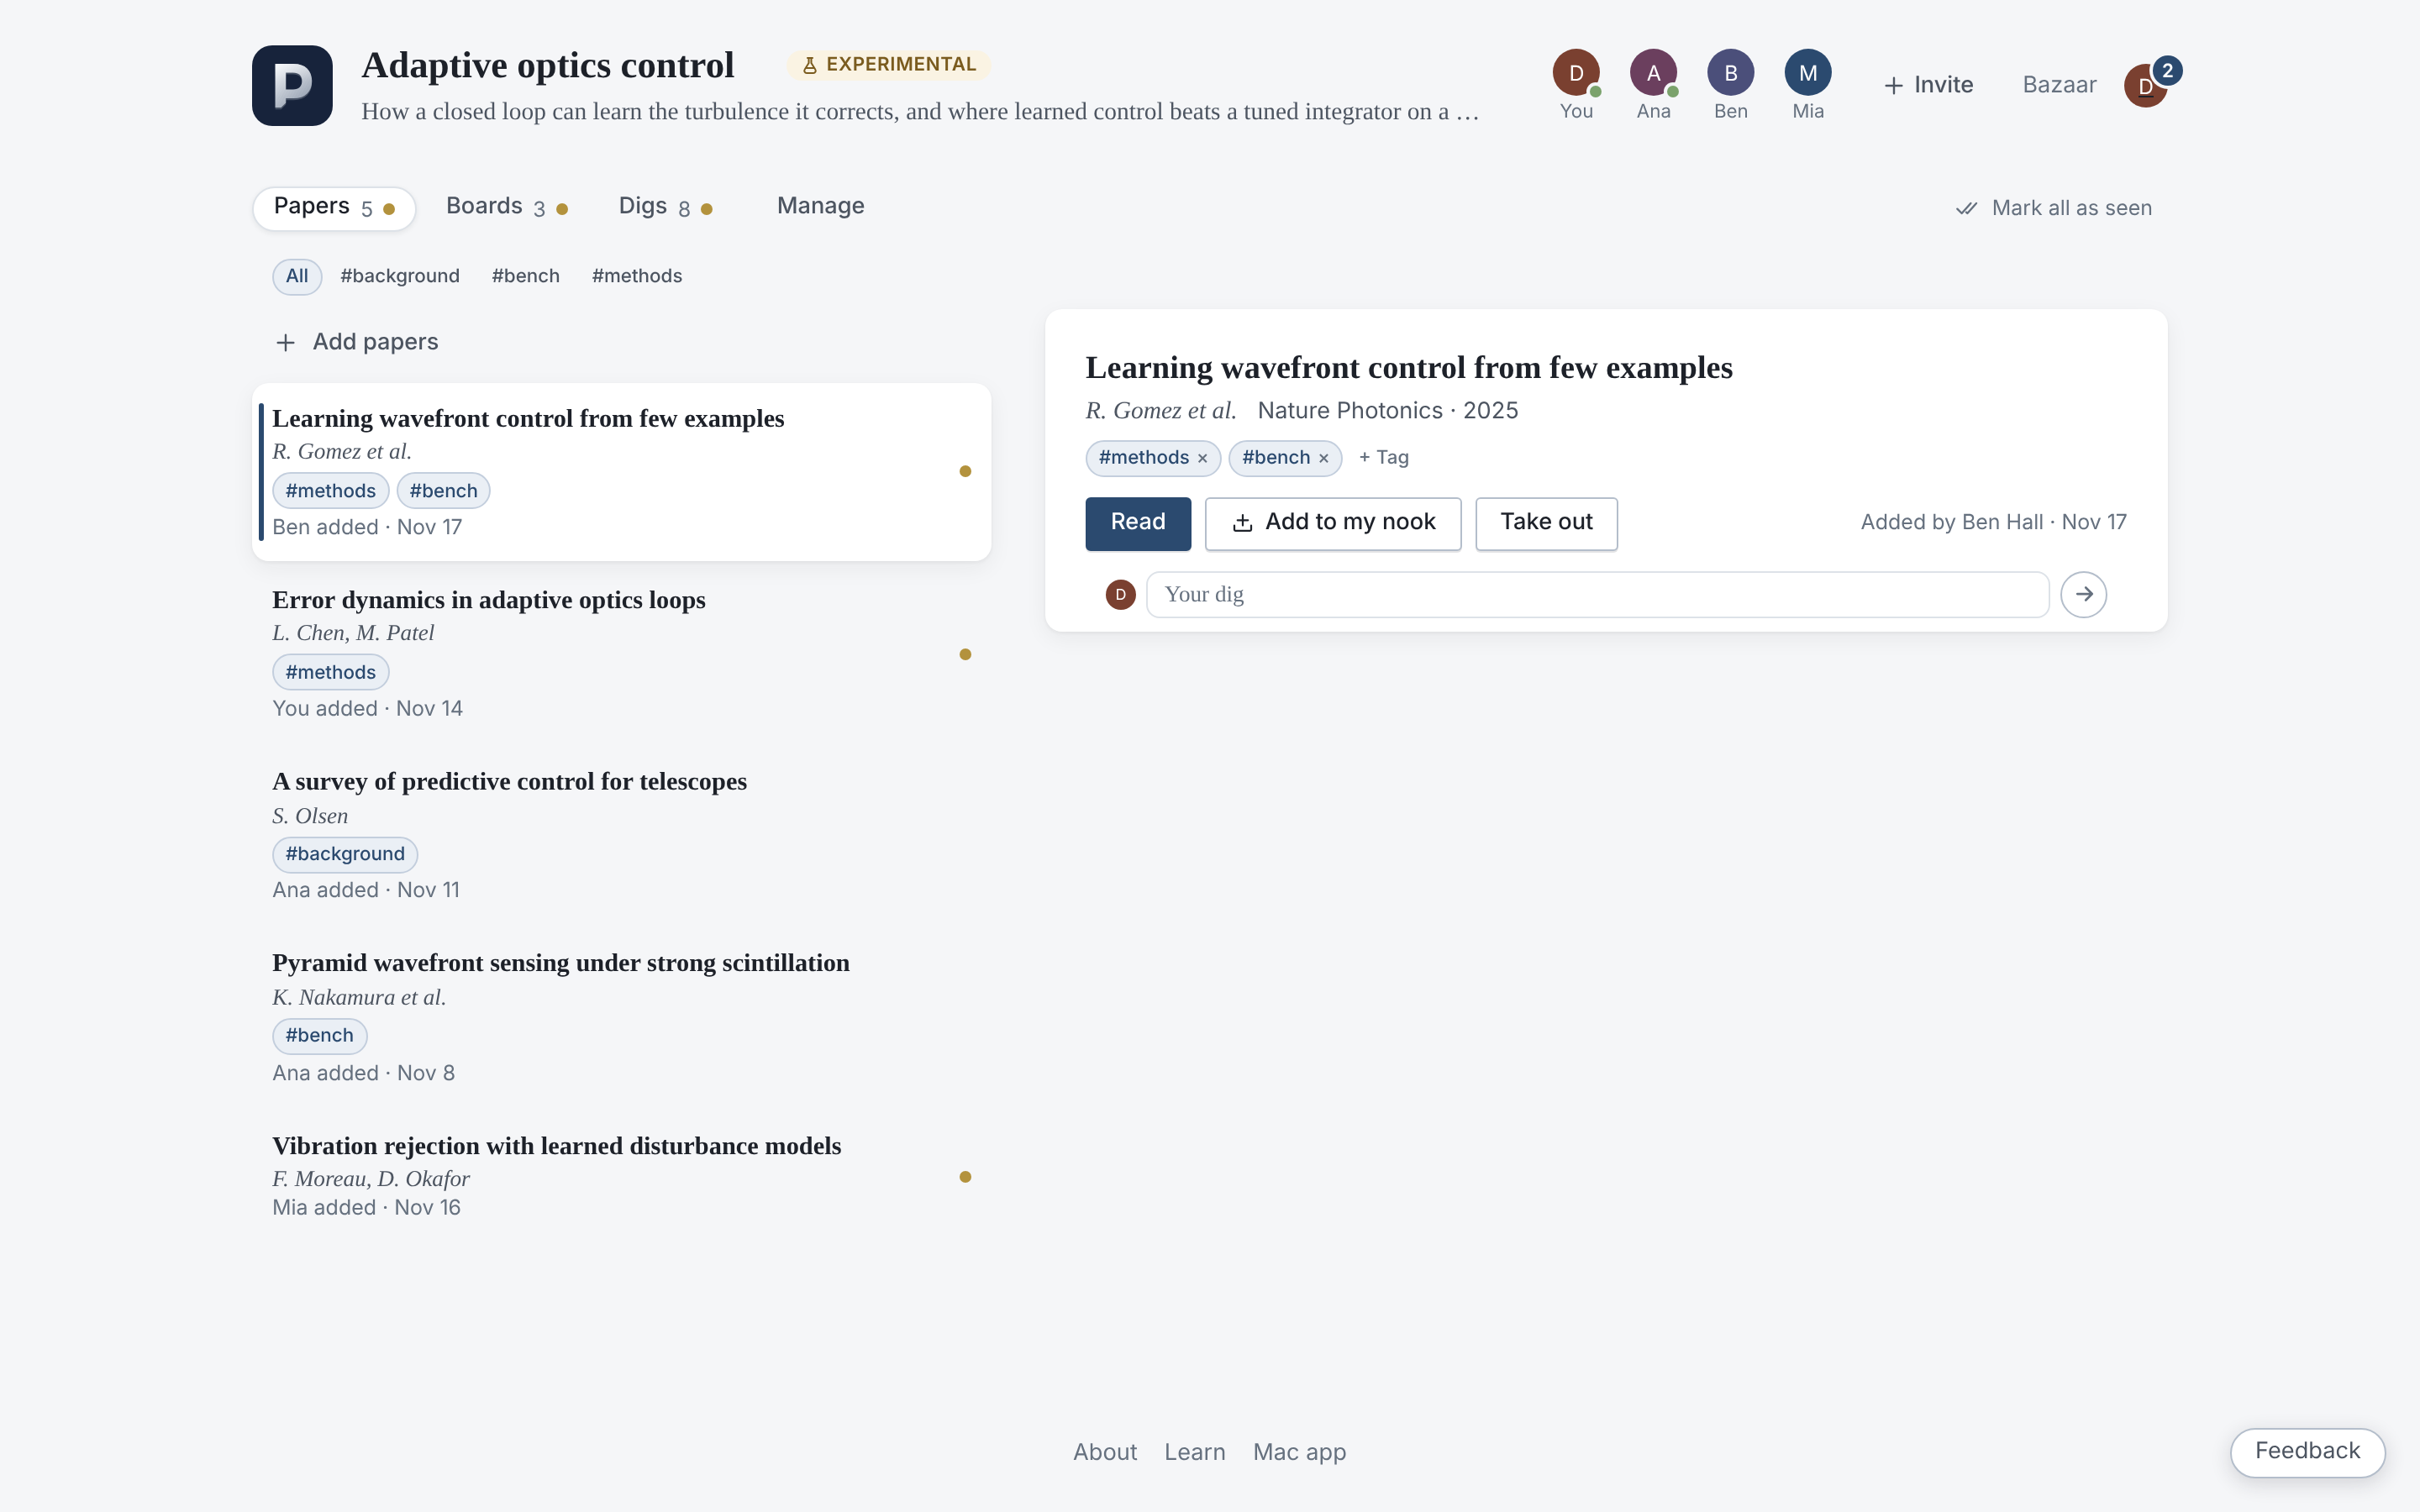 P
Adaptive optics control
EXPERIMENTAL
How a closed loop can learn the turbulence it corrects, and where learned control beats a tuned integrator on a …
D
You
A
Ana
B
Ben
M
Mia
+ Invite
Bazaar
D
2
Papers 5
Boards 3
Digs 8
Manage
Mark all as seen
All
#background
#bench
#methods
+ Add papers
Learning wavefront control from few examples
R. Gomez et al.
#methods #bench
Ben added · Nov 17
Error dynamics in adaptive optics loops
L. Chen, M. Patel
#methods
You added · Nov 14
A survey of predictive control for telescopes
S. Olsen
#background
Ana added · Nov 11
Pyramid wavefront sensing under strong scintillation
K. Nakamura et al.
#bench
Ana added · Nov 8
Vibration rejection with learned disturbance models
F. Moreau, D. Okafor
Mia added · Nov 16
Learning wavefront control from few examples
R. Gomez et al. Nature Photonics · 2025
#methods × #bench × + Tag
Read
Add to my nook
Take out
Added by Ben Hall · Nov 17
D
Your dig
About
Learn
Mac app
Feedback